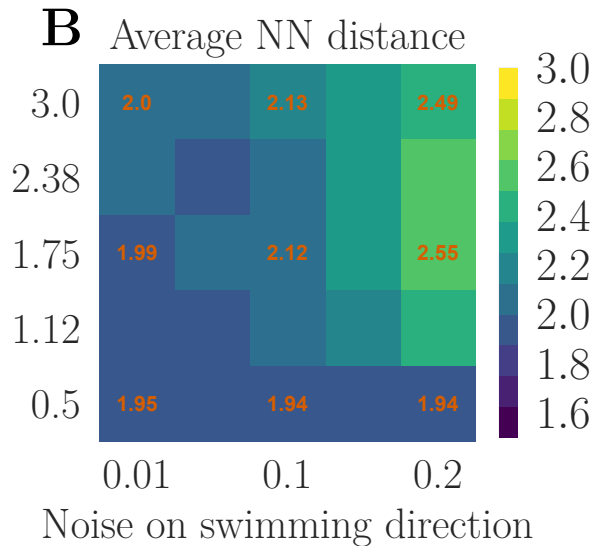 B Average NN distance
3.0 2.0 2.13 2.49 3.0
2.8
2.38 2.6
2.4
1.75 1.99 2.12 2.55 2.2
1.12 2.0
1.8
0.5 1.95 1.94 1.94 1.6
0.01 0.1 0.2
Noise on swimming direction